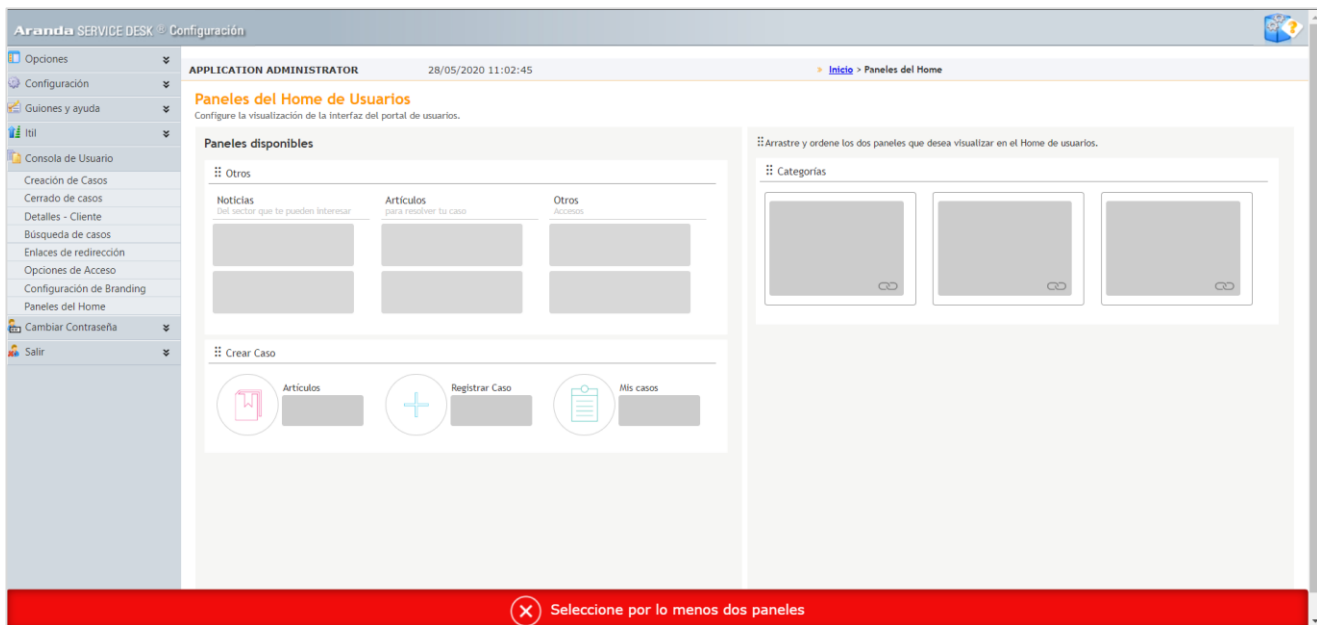 Aranda SERVICE DESK ® Configuración
Opciones
Configuración
Guiones y ayuda
Itil
Consola de Usuario
Creación de Casos
Cerrado de casos
Detalles - Cliente
Búsqueda de casos
Enlaces de redirección
Opciones de Acceso
Configuración de Branding
Paneles del Home
Cambiar Contraseña
Salir
APPLICATION ADMINISTRATOR 28/05/2020 11:02:45 » Inicio > Paneles del Home
Paneles del Home de Usuarios
Configure la visualización de la interfaz del portal de usuarios.
Paneles disponibles
Otros
Noticias Artículos Otros
Del sector que te pueden interesar para resolver tu caso Accesos
Crear Caso
Artículos Registrar Caso Mis casos
Arrastre y ordene los dos paneles que desea visualizar en el Home de usuarios.
Categorías
Seleccione por lo menos dos paneles